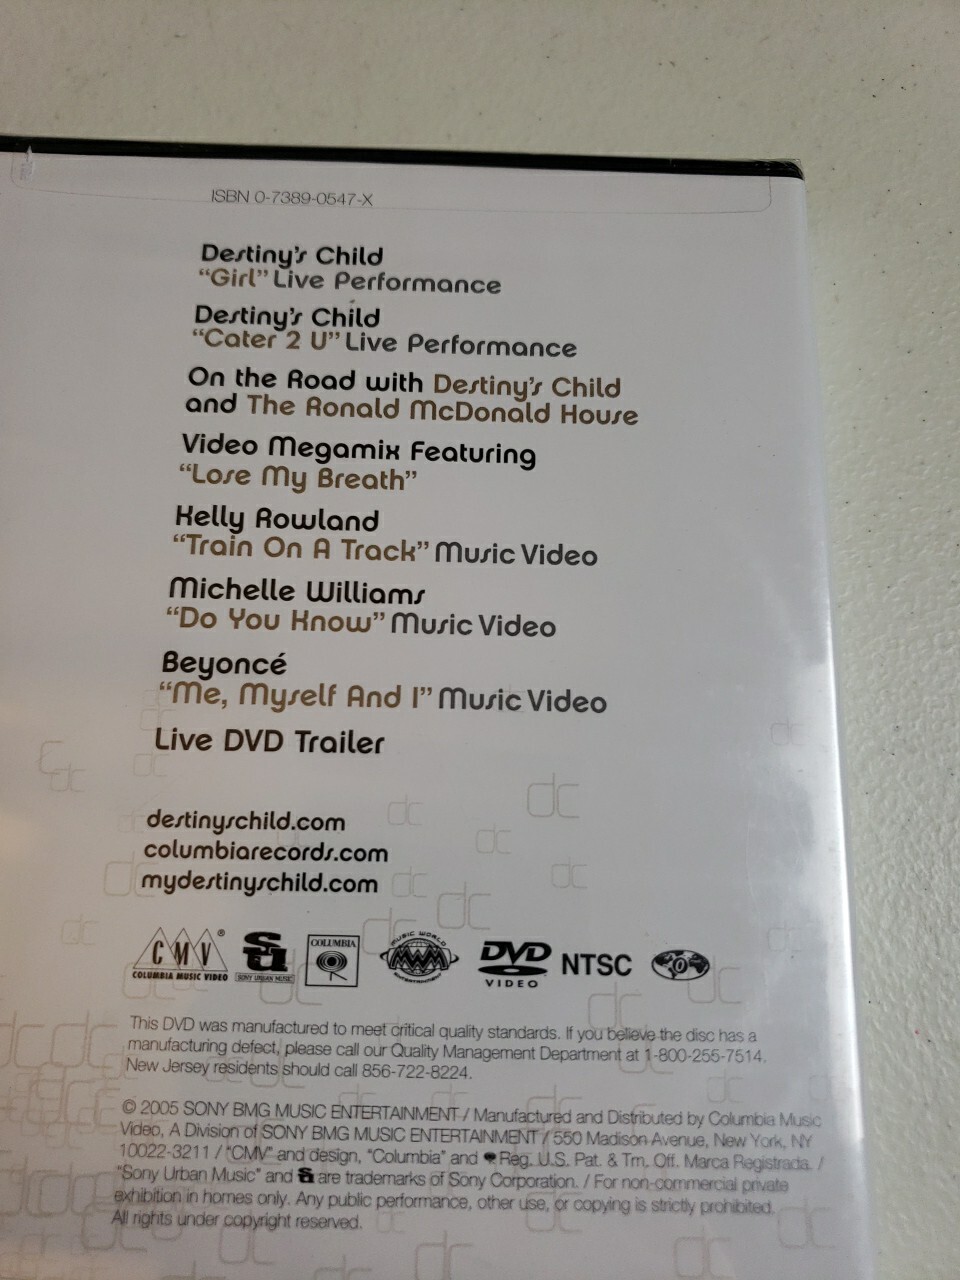 ISBN 0-7389-0547-X
Destiny's Child
"Girl" Live Performance
Destiny's Child
"Cater 2 U" Live Performance
On the Road with Destiny's Child
and The Ronald McDonald House
Video Megamix Featuring
"Lose My Breath"
Kelly Rowland
"Train On A Track" Music Video
Michelle Williams
"Do You Know" Music Video
Beyoncé
"Me, Myself And I" Music Video
Live DVD Trailer
destinyschild.com
columbiarecords.com
mydestinyschild.com
CMV®
COLUMBIA MUSIC VIDEO
SONY URBAN MUSIC
COLUMBIA
MUSIC WORLD
DVD
VIDEO
NTSC
0
This DVD was manufactured to meet critical quality standards. If you believe the disc has a
manufacturing defect, please call our Quality Management Department at 1-800-255-7514.
New Jersey residents should call 856-722-8224.
© 2005 SONY BMG MUSIC ENTERTAINMENT / Manufactured and Distributed by Columbia Music
Video, A Division of SONY BMG MUSIC ENTERTAINMENT / 550 Madison Avenue, New York, NY
10022-3211 / "CMV" and design, "Columbia" and Reg. U.S. Pat. & Tm. Off. Marca Registrada. /
"Sony Urban Music" and are trademarks of Sony Corporation. / For non-commercial private
exhibition in homes only. Any public performance, other use, or copying is strictly prohibited.
All rights under copyright reserved.